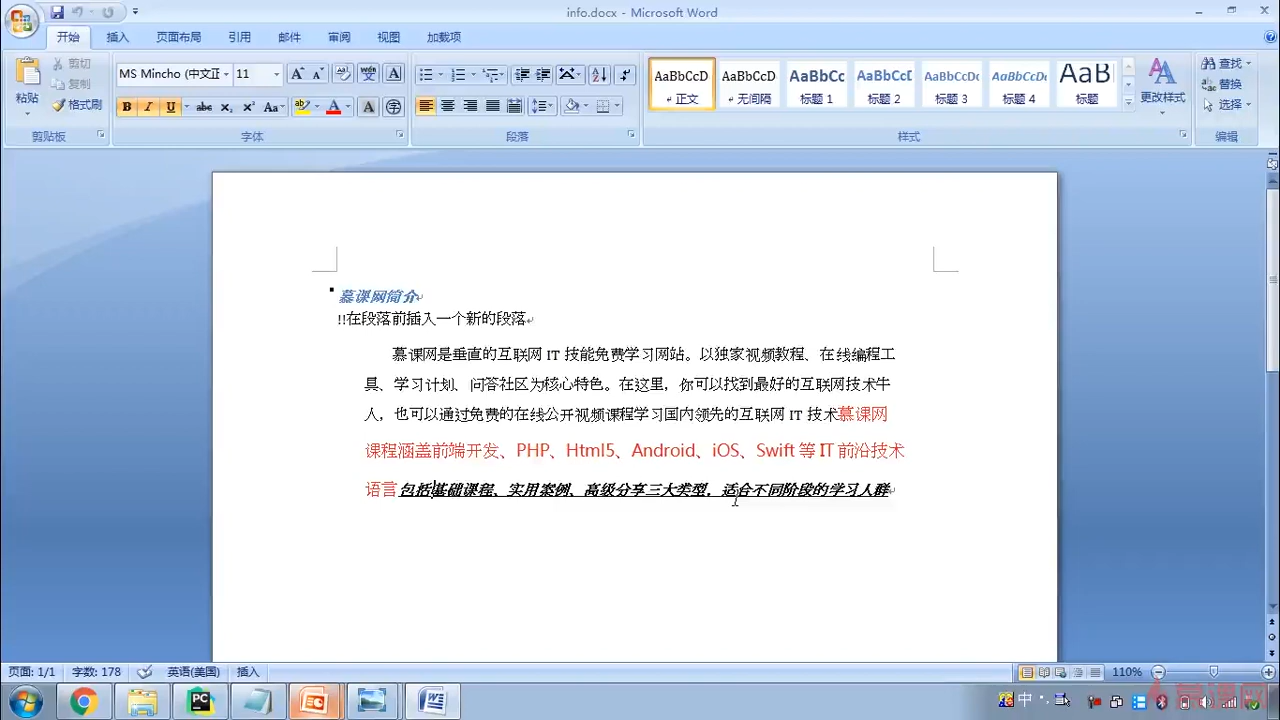 info.docx - Microsoft Word
开始 插入 页面布局 引用 邮件 审阅 视图 加载项
粘贴 剪切 复制 格式刷
MS Mincho (中文正 11
AaBbCcD AaBbCcD AaBbCc AaBbCcD AaBbCcDc AaBbCcDı AaB
正文 无间隔 标题 1 标题 2 标题 3 标题 4 标题
更改样式
查找
替换
选择
剪贴板 字体 段落 样式 编辑
慕课网简介
!!在段落前插入一个新的段落
慕课网是垂直的互联网 IT 技能免费学习网站。以独家视频教程、在线编程工
具、学习计划、问答社区为核心特色。在这里，你可以找到最好的互联网技术牛
人，也可以通过免费的在线公开视频课程学习国内领先的互联网 IT 技术慕课网
课程涵盖前端开发、PHP、Html5、Android、iOS、Swift 等 IT 前沿技术
语言包括基础课程、实用案例、高级分享三大类型，适合不同阶段的学习人群
页面: 1/1 字数: 178 英语(美国) 插入 110%
PC
中